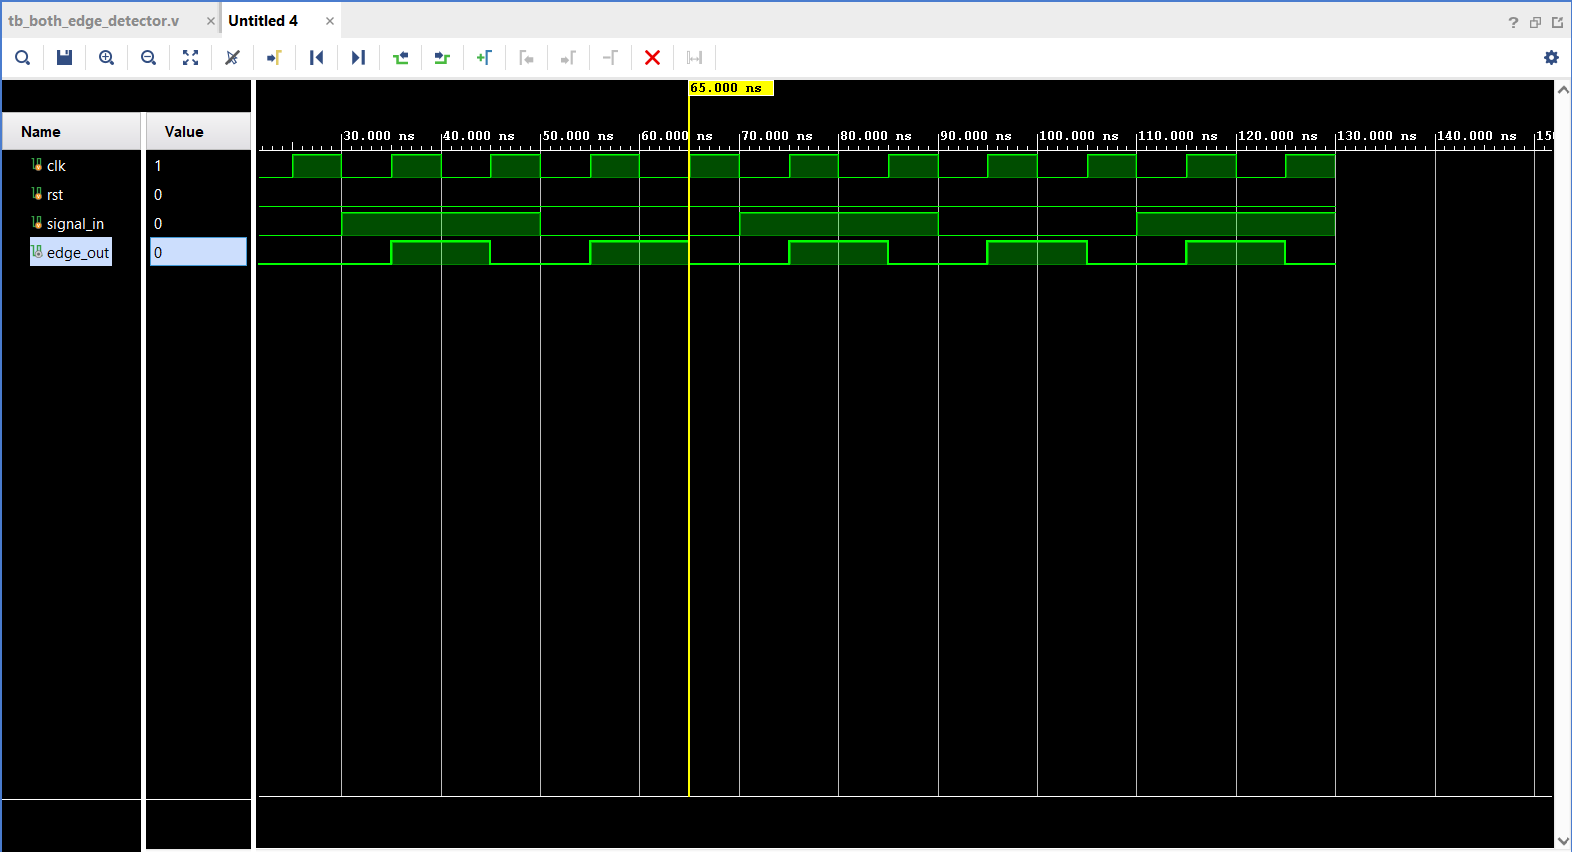 tb_both_edge_detector.v × Untitled 4 ×
?
65.000 ns
Name Value
30.000 ns 40.000 ns 50.000 ns 60.000 ns 70.000 ns 80.000 ns 90.000 ns 100.000 ns 110.000 ns 120.000 ns 130.000 ns 140.000 ns 150
clk 1
rst 0
signal_in 0
edge_out 0